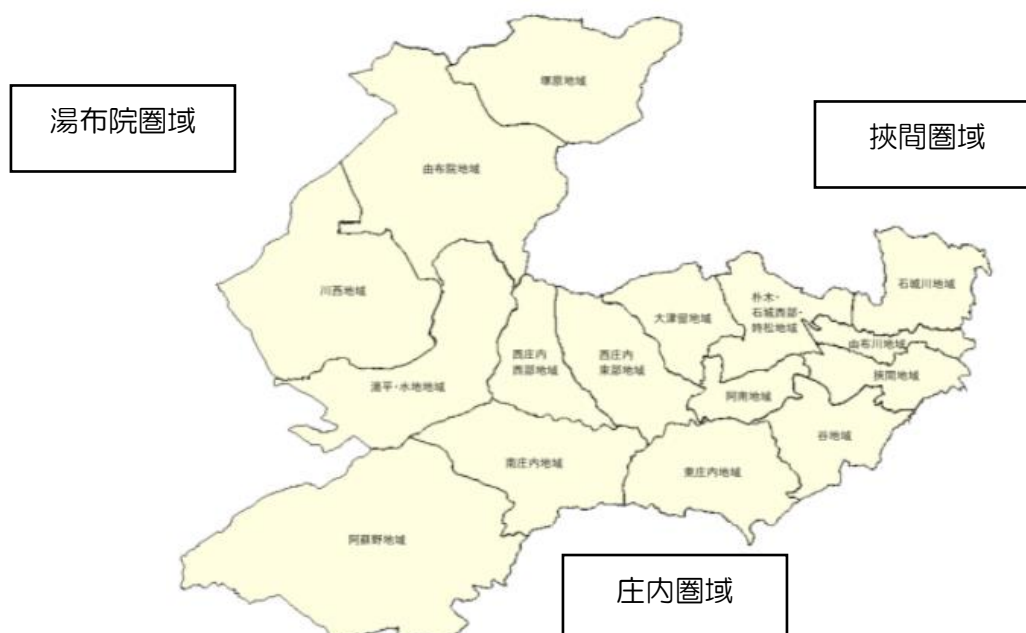 塚原地域
湯布院圏域
挾間圏域
由布院地域
石城川地域
川西地域
朴木・
石城西部・
時松地域
大津留地域
由布川地域
西庄内
西部地域
西庄内
東部地域
挾間地域
湯平・水地地域
阿南地域
谷地域
南庄内地域
東庄内地域
阿蘇野地域
庄内圏域